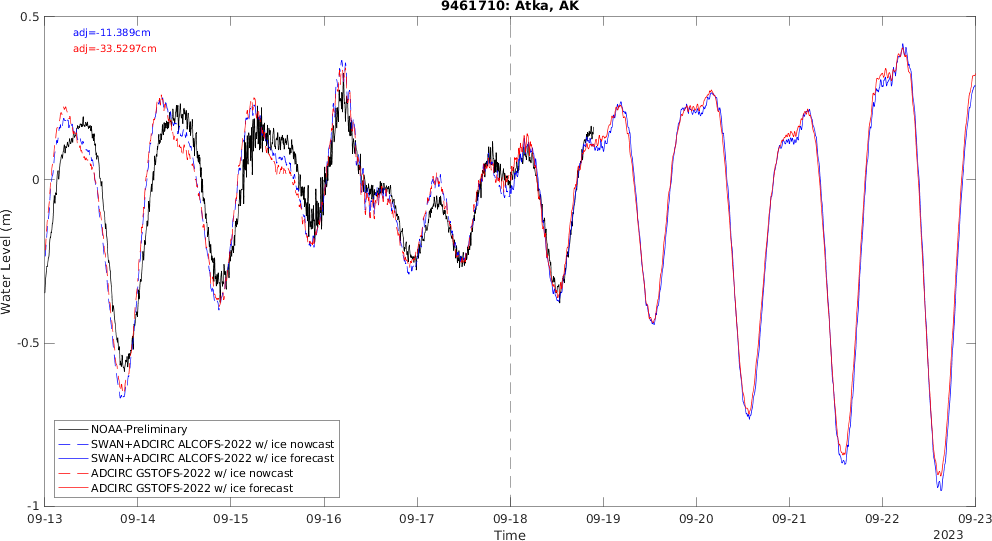 9461710: Atka, AK
adj=-11.389cm
adj=-33.5297cm
0.5
0
-0.5
-1
Water Level (m)
NOAA-Preliminary
SWAN+ADCIRC ALCOFS-2022 w/ ice nowcast
SWAN+ADCIRC ALCOFS-2022 w/ ice forecast
ADCIRC GSTOFS-2022 w/ ice nowcast
ADCIRC GSTOFS-2022 w/ ice forecast
09-13 09-14 09-15 09-16 09-17 09-18 09-19 09-20 09-21 09-22 09-23
Time
2023